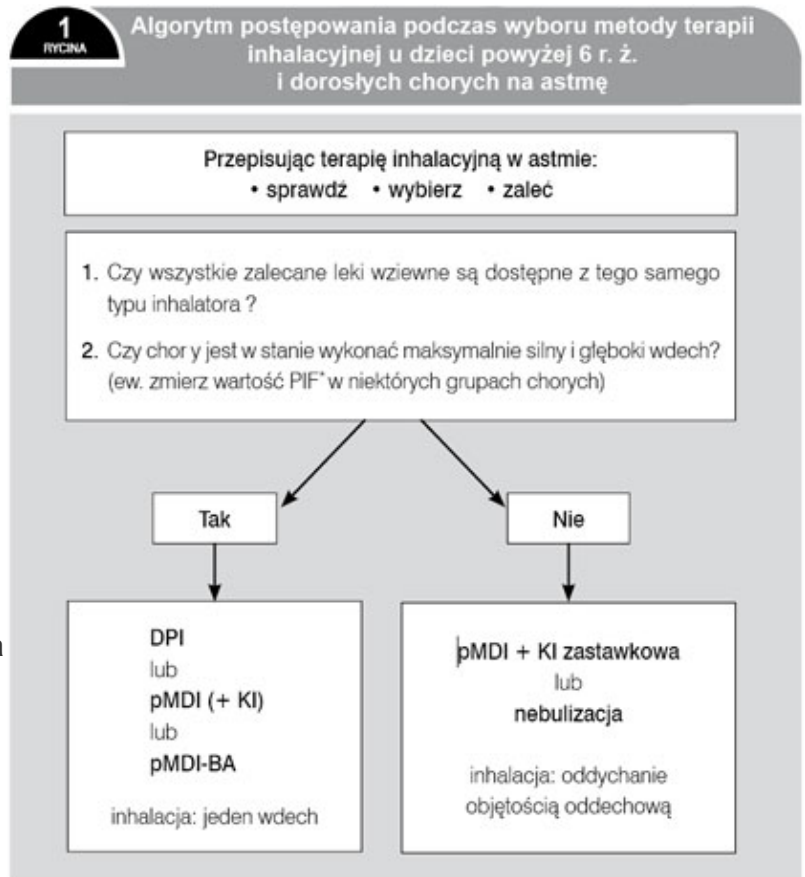 1
RYCINA
Algorytm postępowania podczas wyboru metody terapii
inhalacyjnej u dzieci powyżej 6 r. ż.
i dorosłych chorych na astmę
Przepisując terapię inhalacyjną w astmie:
• sprawdź • wybierz • zaleć
1. Czy wszystkie zalecane leki wziewne są dostępne z tego samego
typu inhalatora ?
2. Czy chor y jest w stanie wykonać maksymalnie silny i głęboki wdech?
(ew. zmierz wartość PIF* w niektórych grupach chorych)
Tak
Nie
DPI
lub
pMDI (+ KI)
lub
pMDI-BA
inhalacja: jeden wdech
pMDI + KI zastawkowa
lub
nebulizacja
inhalacja: oddychanie
objętością oddechową